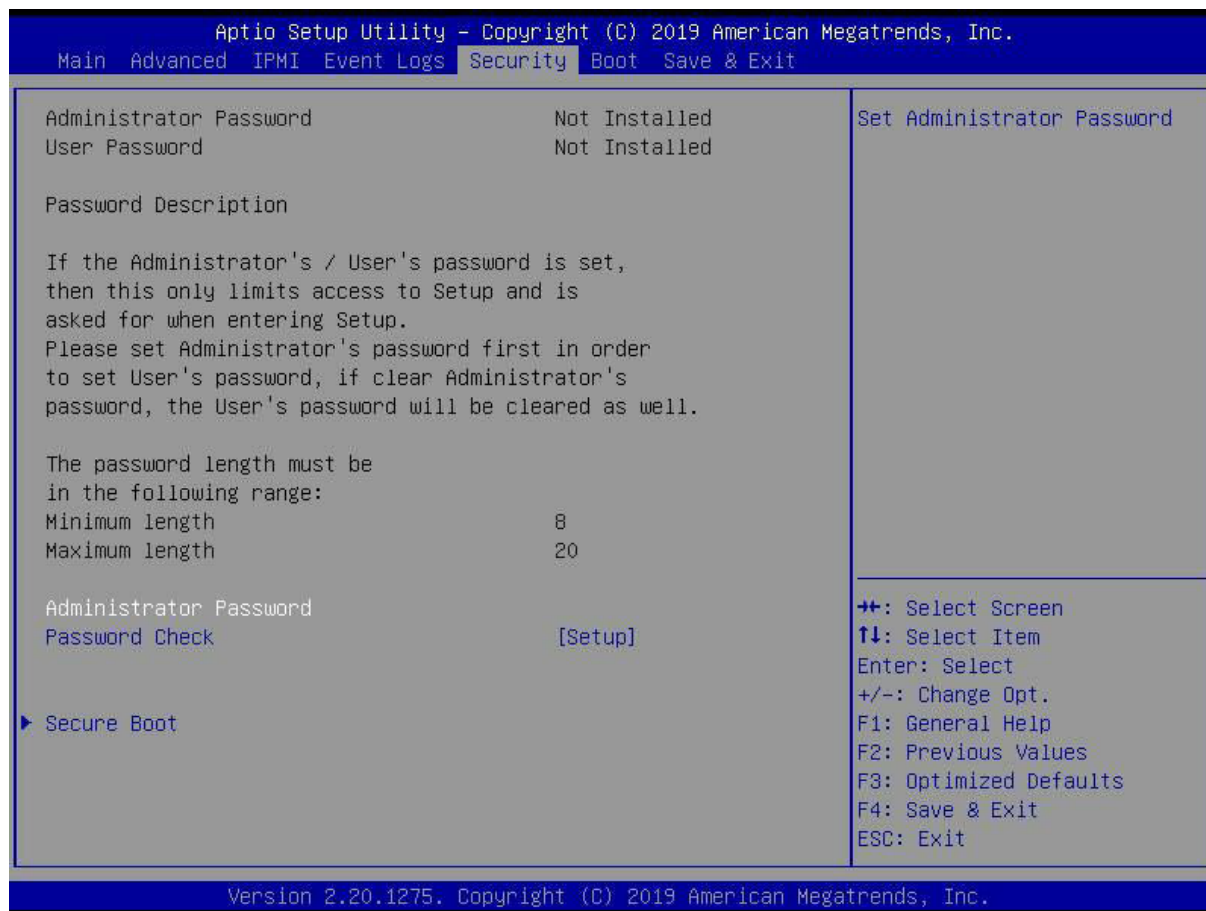 Aptio Setup Utility – Copyright (C) 2019 American Megatrends, Inc.
Main Advanced IPMI Event Logs Security Boot Save & Exit
Administrator Password Not Installed
User Password Not Installed
Password Description
If the Administrator's / User's password is set,
then this only limits access to Setup and is
asked for when entering Setup.
Please set Administrator's password first in order
to set User's password, if clear Administrator's
password, the User's password will be cleared as well.
The password length must be
in the following range:
Minimum length 8
Maximum length 20
Administrator Password
Password Check [Setup]
▶ Secure Boot
Set Administrator Password
→←: Select Screen
↑↓: Select Item
Enter: Select
+/-: Change Opt.
F1: General Help
F2: Previous Values
F3: Optimized Defaults
F4: Save & Exit
ESC: Exit
Version 2.20.1275. Copyright (C) 2019 American Megatrends, Inc.